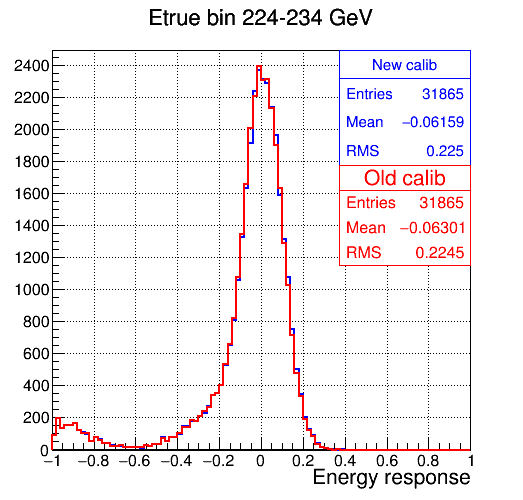 Etrue bin 224-234 GeV
New calib
Entries 31865
Mean −0.06159
RMS 0.225
Old calib
Entries 31865
Mean −0.06301
RMS 0.2245
2400
2200
2000
1800
1600
1400
1200
1000
800
600
400
200
0
−1 −0.8 −0.6 −0.4 −0.2 0 0.2 0.4 0.6 0.8 1
Energy response